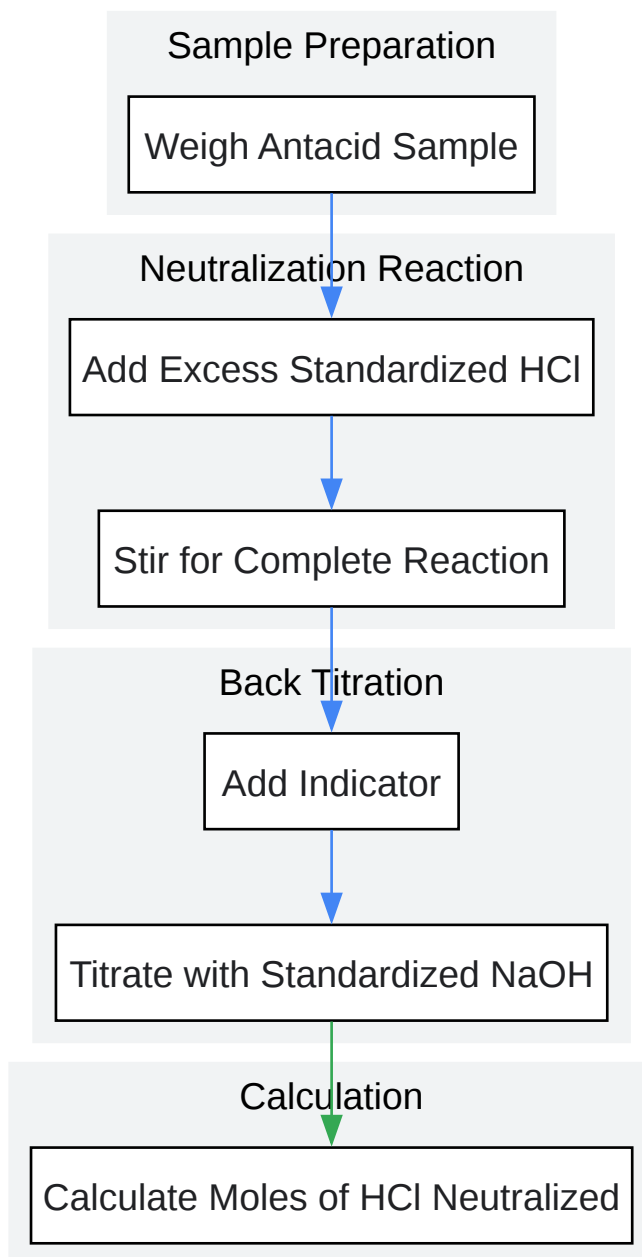 Sample Preparation
Weigh Antacid Sample
Neutralization Reaction
Add Excess Standardized HCl
Stir for Complete Reaction
Back Titration
Add Indicator
Titrate with Standardized NaOH
Calculation
Calculate Moles of HCl Neutralized